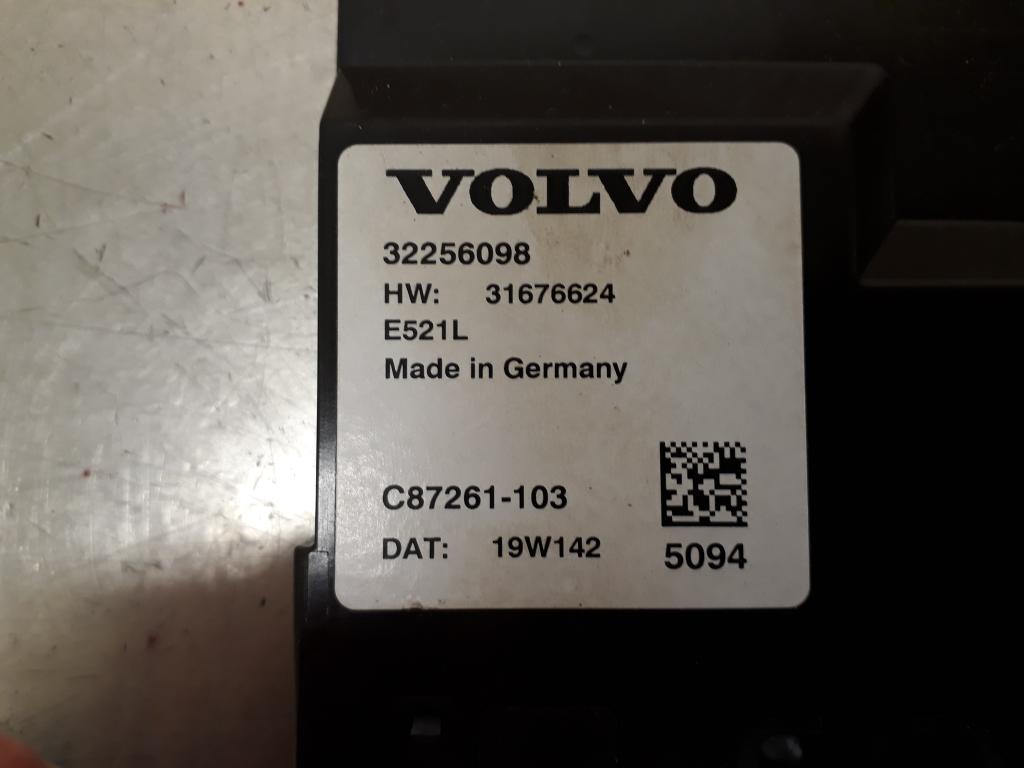 VOLVO
32256098
HW: 31676624
E521L
Made in Germany
C87261-103
DAT: 19W142
5094